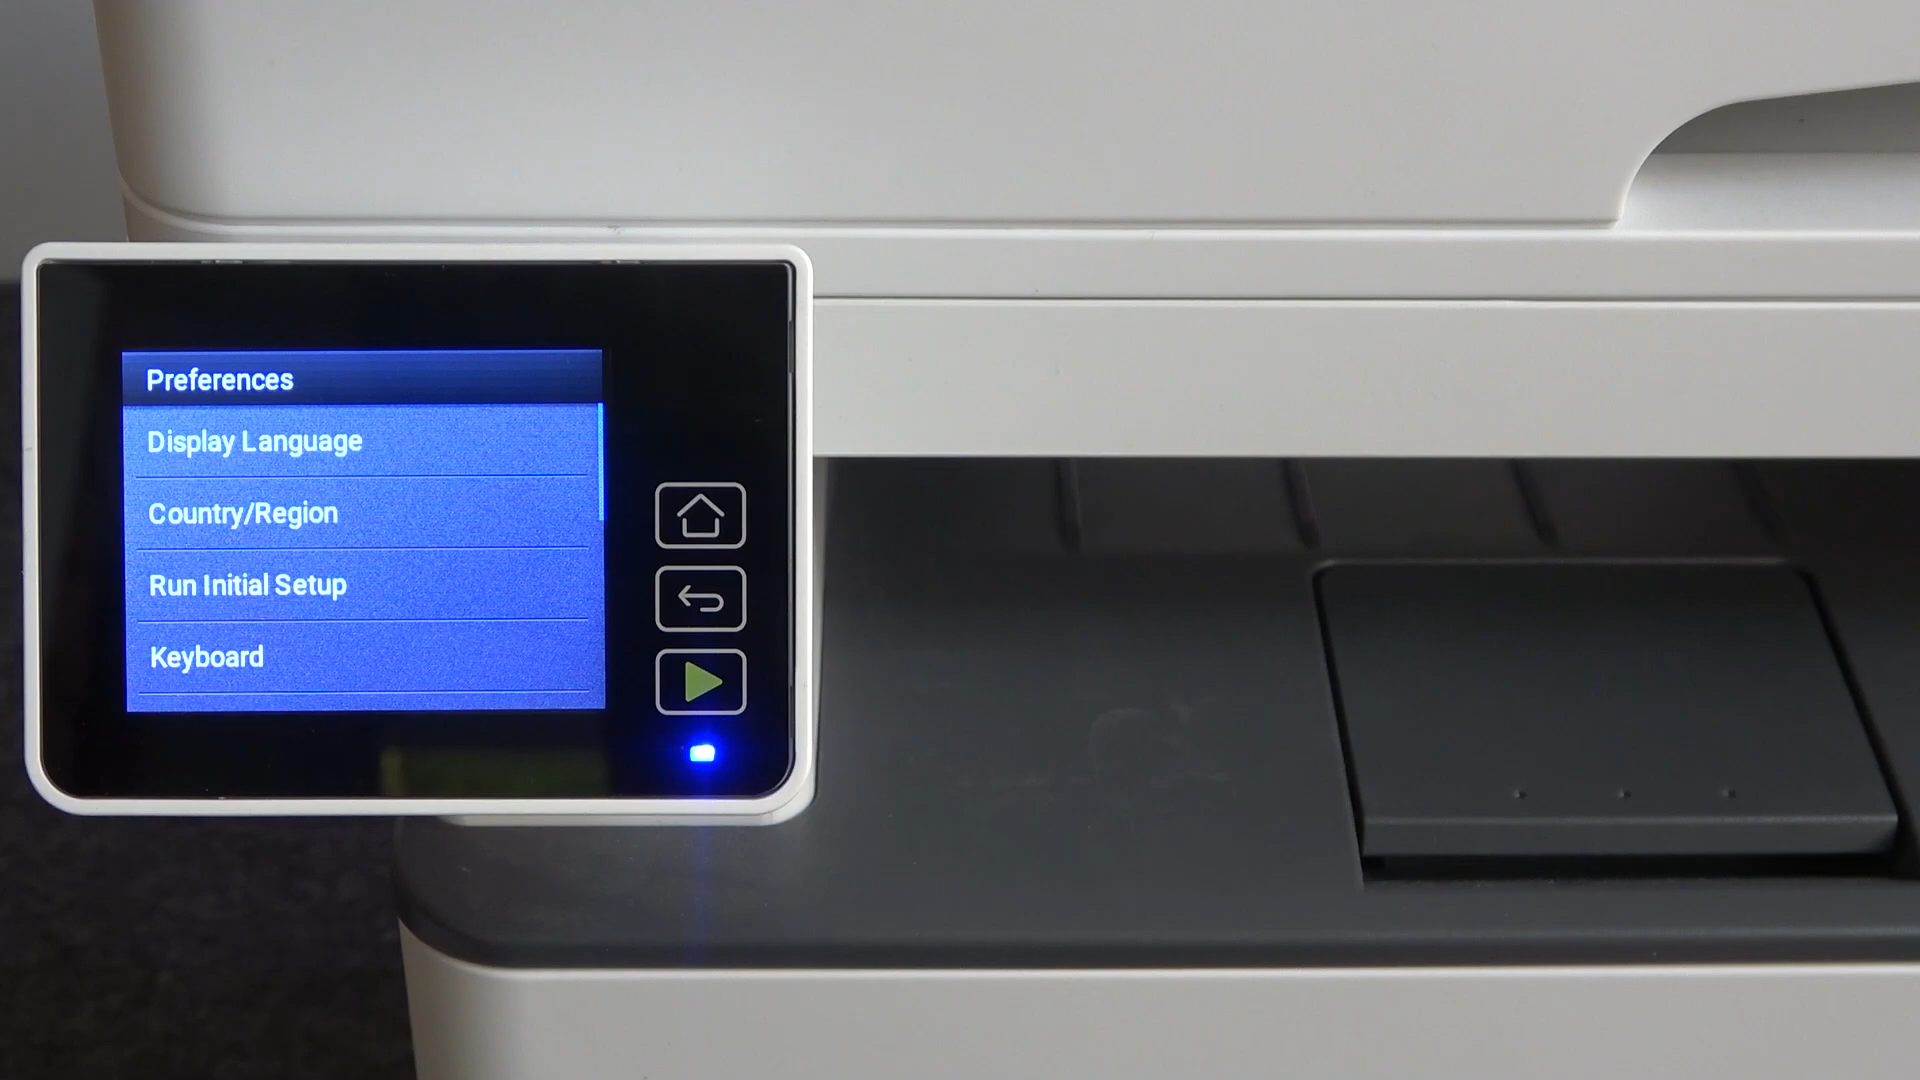 Preferences
Display Language
Country/Region
Run Initial Setup
Keyboard